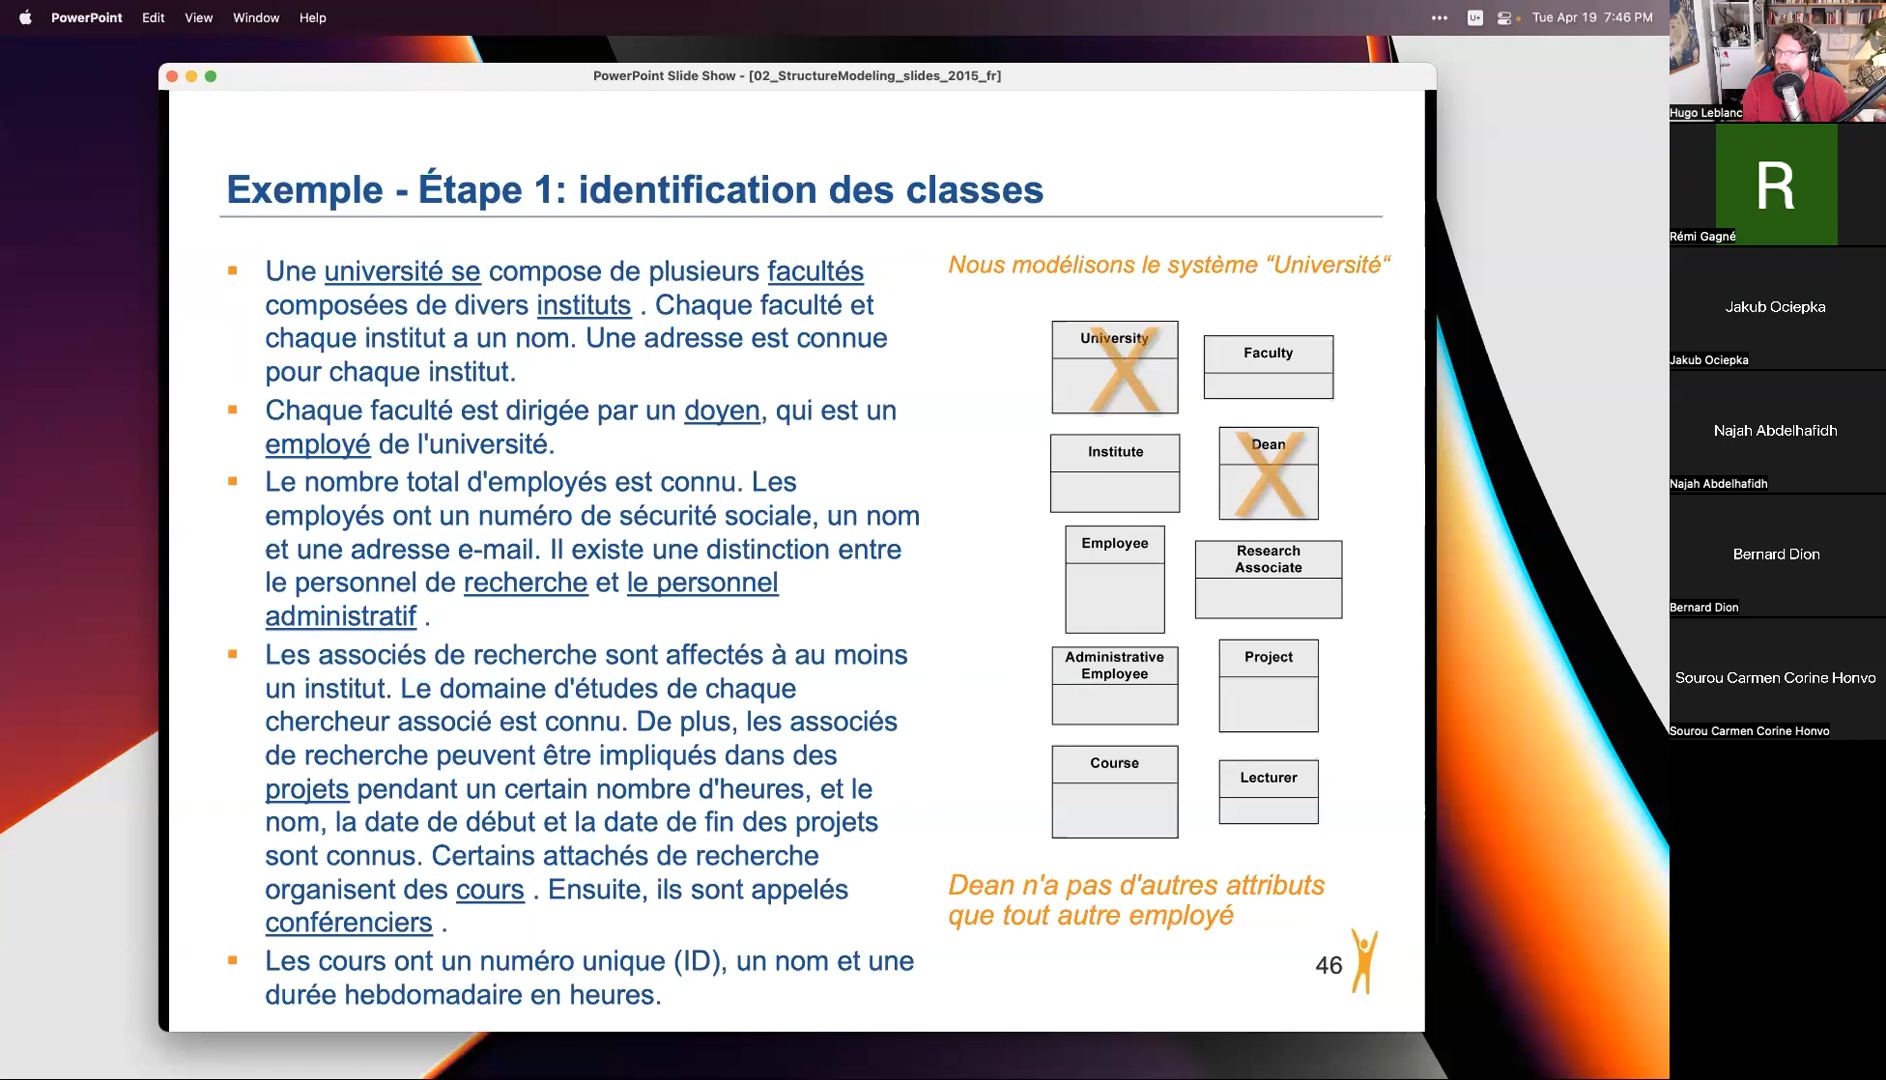 PowerPoint Edit View Window Help
••• U+ Tue Apr 19 7:46 PM
PowerPoint Slide Show - [02_StructureModeling_slides_2015_fr]
Exemple - Étape 1: identification des classes
Une université se compose de plusieurs facultés
composées de divers instituts . Chaque faculté et
chaque institut a un nom. Une adresse est connue
pour chaque institut.
Chaque faculté est dirigée par un doyen, qui est un
employé de l'université.
Le nombre total d'employés est connu. Les
employés ont un numéro de sécurité sociale, un nom
et une adresse e-mail. Il existe une distinction entre
le personnel de recherche et le personnel
administratif .
Les associés de recherche sont affectés à au moins
un institut. Le domaine d'études de chaque
chercheur associé est connu. De plus, les associés
de recherche peuvent être impliqués dans des
projets pendant un certain nombre d'heures, et le
nom, la date de début et la date de fin des projets
sont connus. Certains attachés de recherche
organisent des cours . Ensuite, ils sont appelés
conférenciers .
Les cours ont un numéro unique (ID), un nom et une
durée hebdomadaire en heures.
Nous modélisons le système “Université“
University
Faculty
Institute
Dean
Employee
Research
Associate
Administrative
Employee
Project
Course
Lecturer
Dean n'a pas d'autres attributs
que tout autre employé
46
Hugo Leblanc
R
Rémi Gagné
Jakub Ociepka
Jakub Ociepka
Najah Abdelhafidh
Najah Abdelhafidh
Bernard Dion
Bernard Dion
Sourou Carmen Corine Honvo
Sourou Carmen Corine Honvo